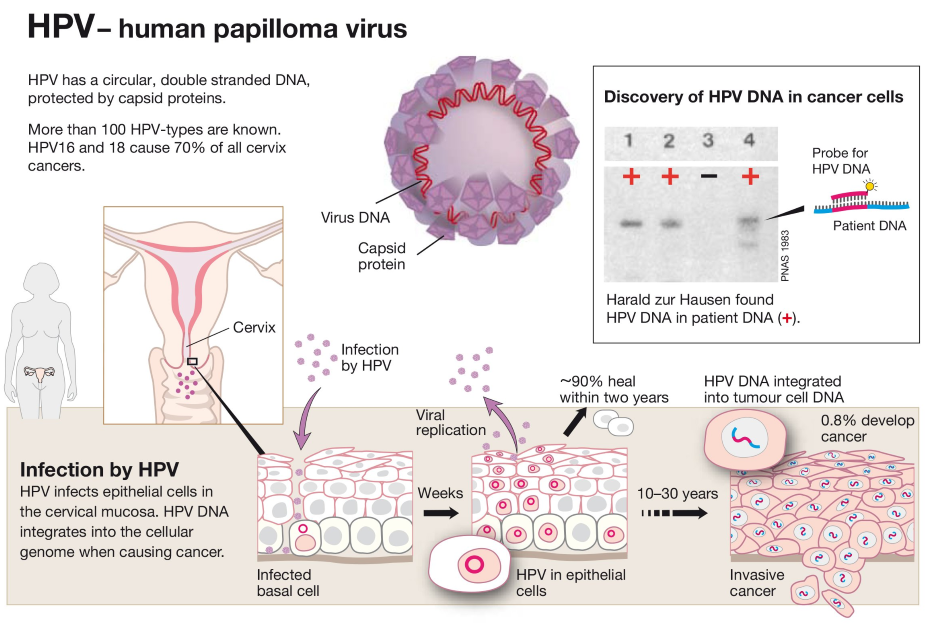 HPV – human papilloma virus
HPV has a circular, double stranded DNA,
protected by capsid proteins.
More than 100 HPV-types are known.
HPV16 and 18 cause 70% of all cervix
cancers.
Virus DNA
Capsid
protein
Discovery of HPV DNA in cancer cells
1 2 3 4
+ + – +
Probe for
HPV DNA
Patient DNA
PNAS 1983
Harald zur Hausen found
HPV DNA in patient DNA (+).
Cervix
Infection
by HPV
Viral
replication
~90% heal
within two years
HPV DNA integrated
into tumour cell DNA
0.8% develop
cancer
Infection by HPV
HPV infects epithelial cells in
the cervical mucosa. HPV DNA
integrates into the cellular
genome when causing cancer.
Weeks
10–30 years
Infected
basal cell
HPV in epithelial
cells
Invasive
cancer